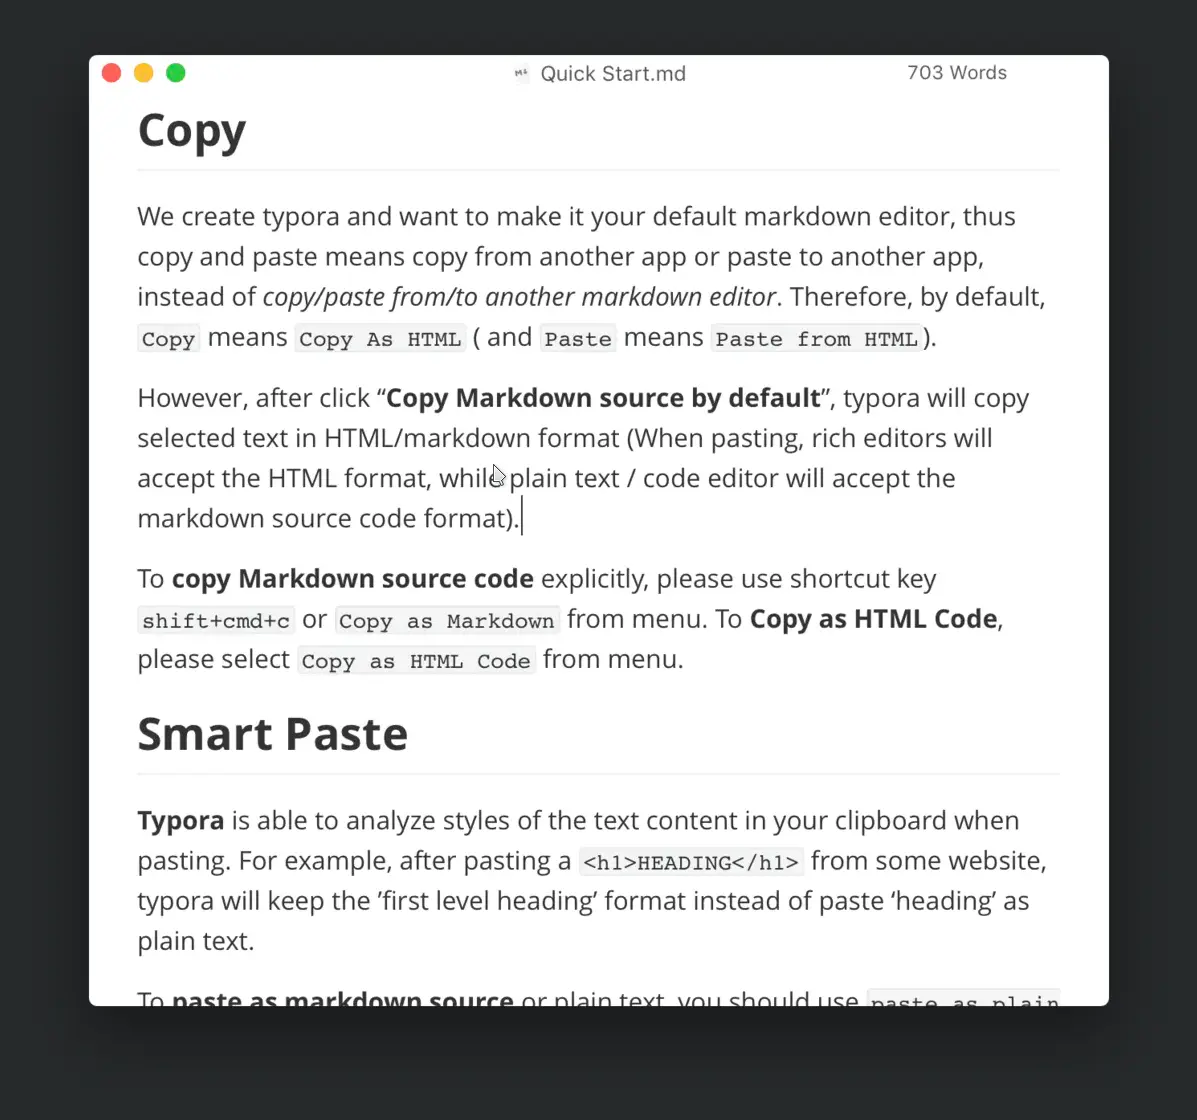 Quick Start.md
703 Words
Copy
We create typora and want to make it your default markdown editor, thus
copy and paste means copy from another app or paste to another app,
instead of copy/paste from/to another markdown editor. Therefore, by default,
Copy means Copy As HTML ( and Paste means Paste from HTML).
However, after click “Copy Markdown source by default”, typora will copy
selected text in HTML/markdown format (When pasting, rich editors will
accept the HTML format, while plain text / code editor will accept the
markdown source code format).
To copy Markdown source code explicitly, please use shortcut key
shift+cmd+c or Copy as Markdown from menu. To Copy as HTML Code,
please select Copy as HTML Code from menu.
Smart Paste
Typora is able to analyze styles of the text content in your clipboard when
pasting. For example, after pasting a <h1>HEADING</h1> from some website,
typora will keep the ’first level heading’ format instead of paste ‘heading’ as
plain text.
To paste as markdown source or plain text, you should use paste as plain